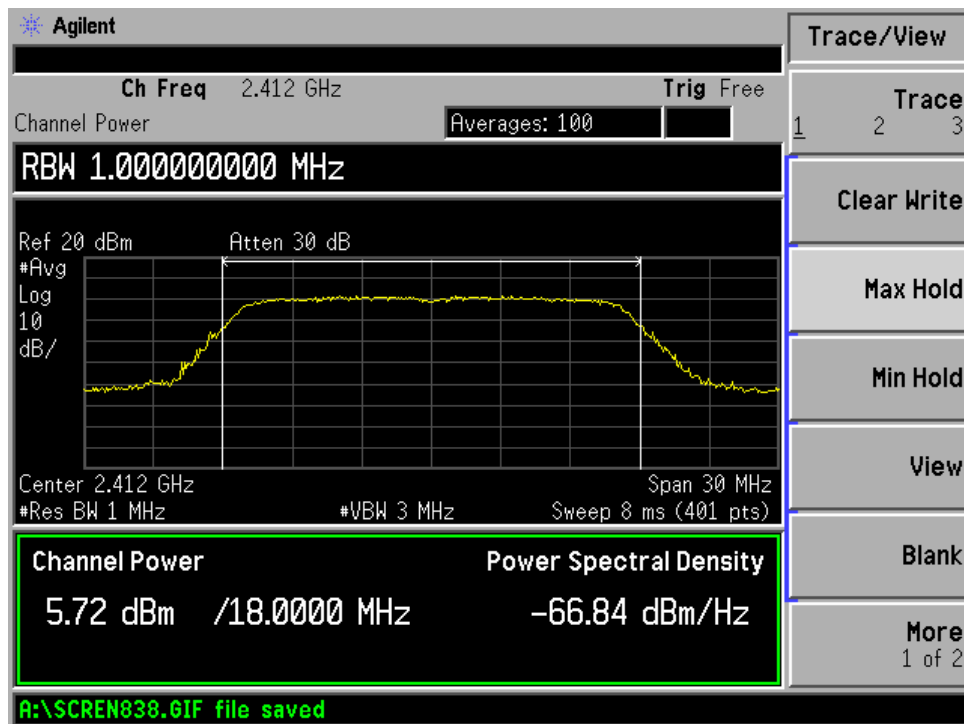 Agilent
Trace/View
Ch Freq 2.412 GHz Trig Free
Channel Power Averages: 100
RBW 1.000000000 MHz
Ref 20 dBm Atten 30 dB
#Avg
Log
10
dB/
Center 2.412 GHz Span 30 MHz
#Res BW 1 MHz #VBW 3 MHz Sweep 8 ms (401 pts)
Channel Power Power Spectral Density
5.72 dBm /18.0000 MHz -66.84 dBm/Hz
A:\SCREN838.GIF file saved
Trace
1 2 3
Clear Write
Max Hold
Min Hold
View
Blank
More
1 of 2